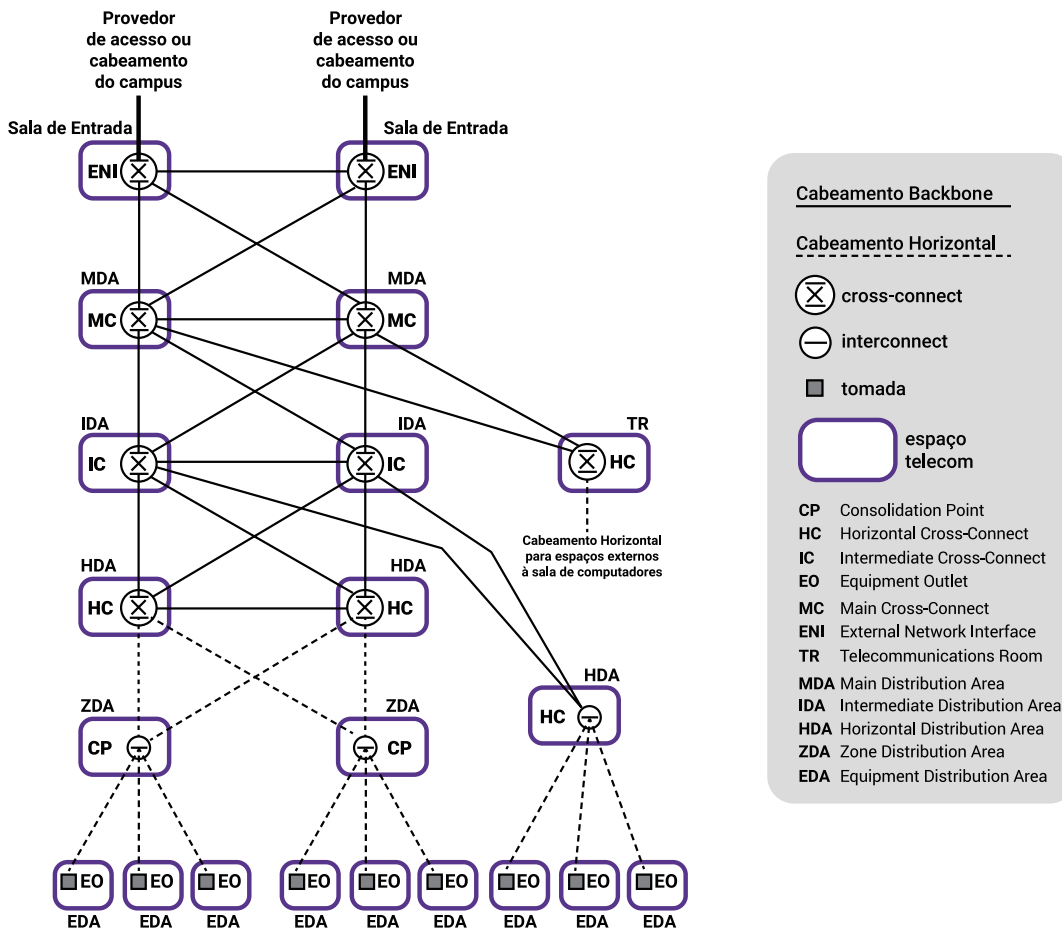 Provedor
de acesso ou
cabeamento
do campus
Provedor
de acesso ou
cabeamento
do campus
Sala de Entrada
Sala de Entrada
ENI
ENI
MDA
MDA
MC
MC
IDA
IDA
TR
IC
IC
HC
Cabeamento Horizontal
para espaços externos
à sala de computadores
HDA
HDA
HC
HC
HDA
HC
ZDA
ZDA
CP
CP
EO
EO
EO
EO
EO
EO
EO
EO
EO
EDA
EDA
EDA
EDA
EDA
EDA
EDA
EDA
EDA
Cabeamento Backbone
Cabeamento Horizontal
cross-connect
interconnect
tomada
espaço
telecom
CP Consolidation Point
HC Horizontal Cross-Connect
IC Intermediate Cross-Connect
EO Equipment Outlet
MC Main Cross-Connect
ENI External Network Interface
TR Telecommunications Room
MDA Main Distribution Area
IDA Intermediate Distribution Area
HDA Horizontal Distribution Area
ZDA Zone Distribution Area
EDA Equipment Distribution Area